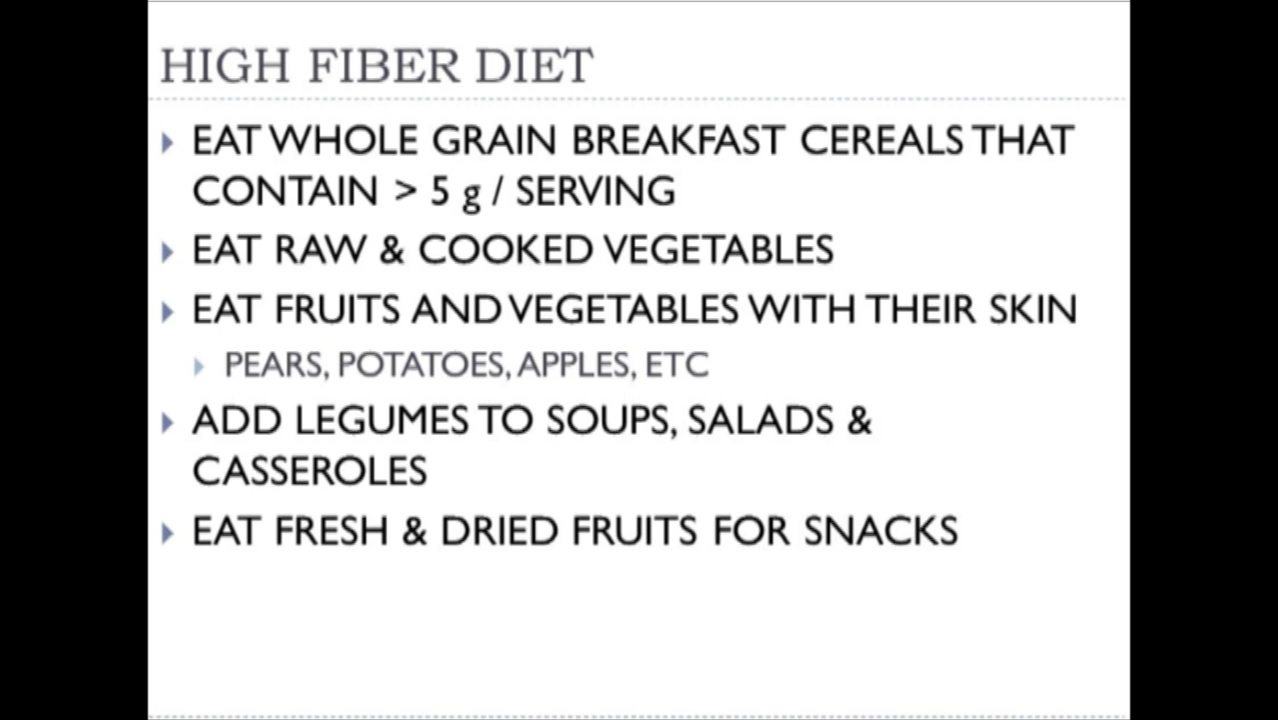 HIGH FIBER DIET
EAT WHOLE GRAIN BREAKFAST CEREALS THAT
CONTAIN > 5 g / SERVING
EAT RAW & COOKED VEGETABLES
EAT FRUITS AND VEGETABLES WITH THEIR SKIN
PEARS, POTATOES, APPLES, ETC
ADD LEGUMES TO SOUPS, SALADS &
CASSEROLES
EAT FRESH & DRIED FRUITS FOR SNACKS